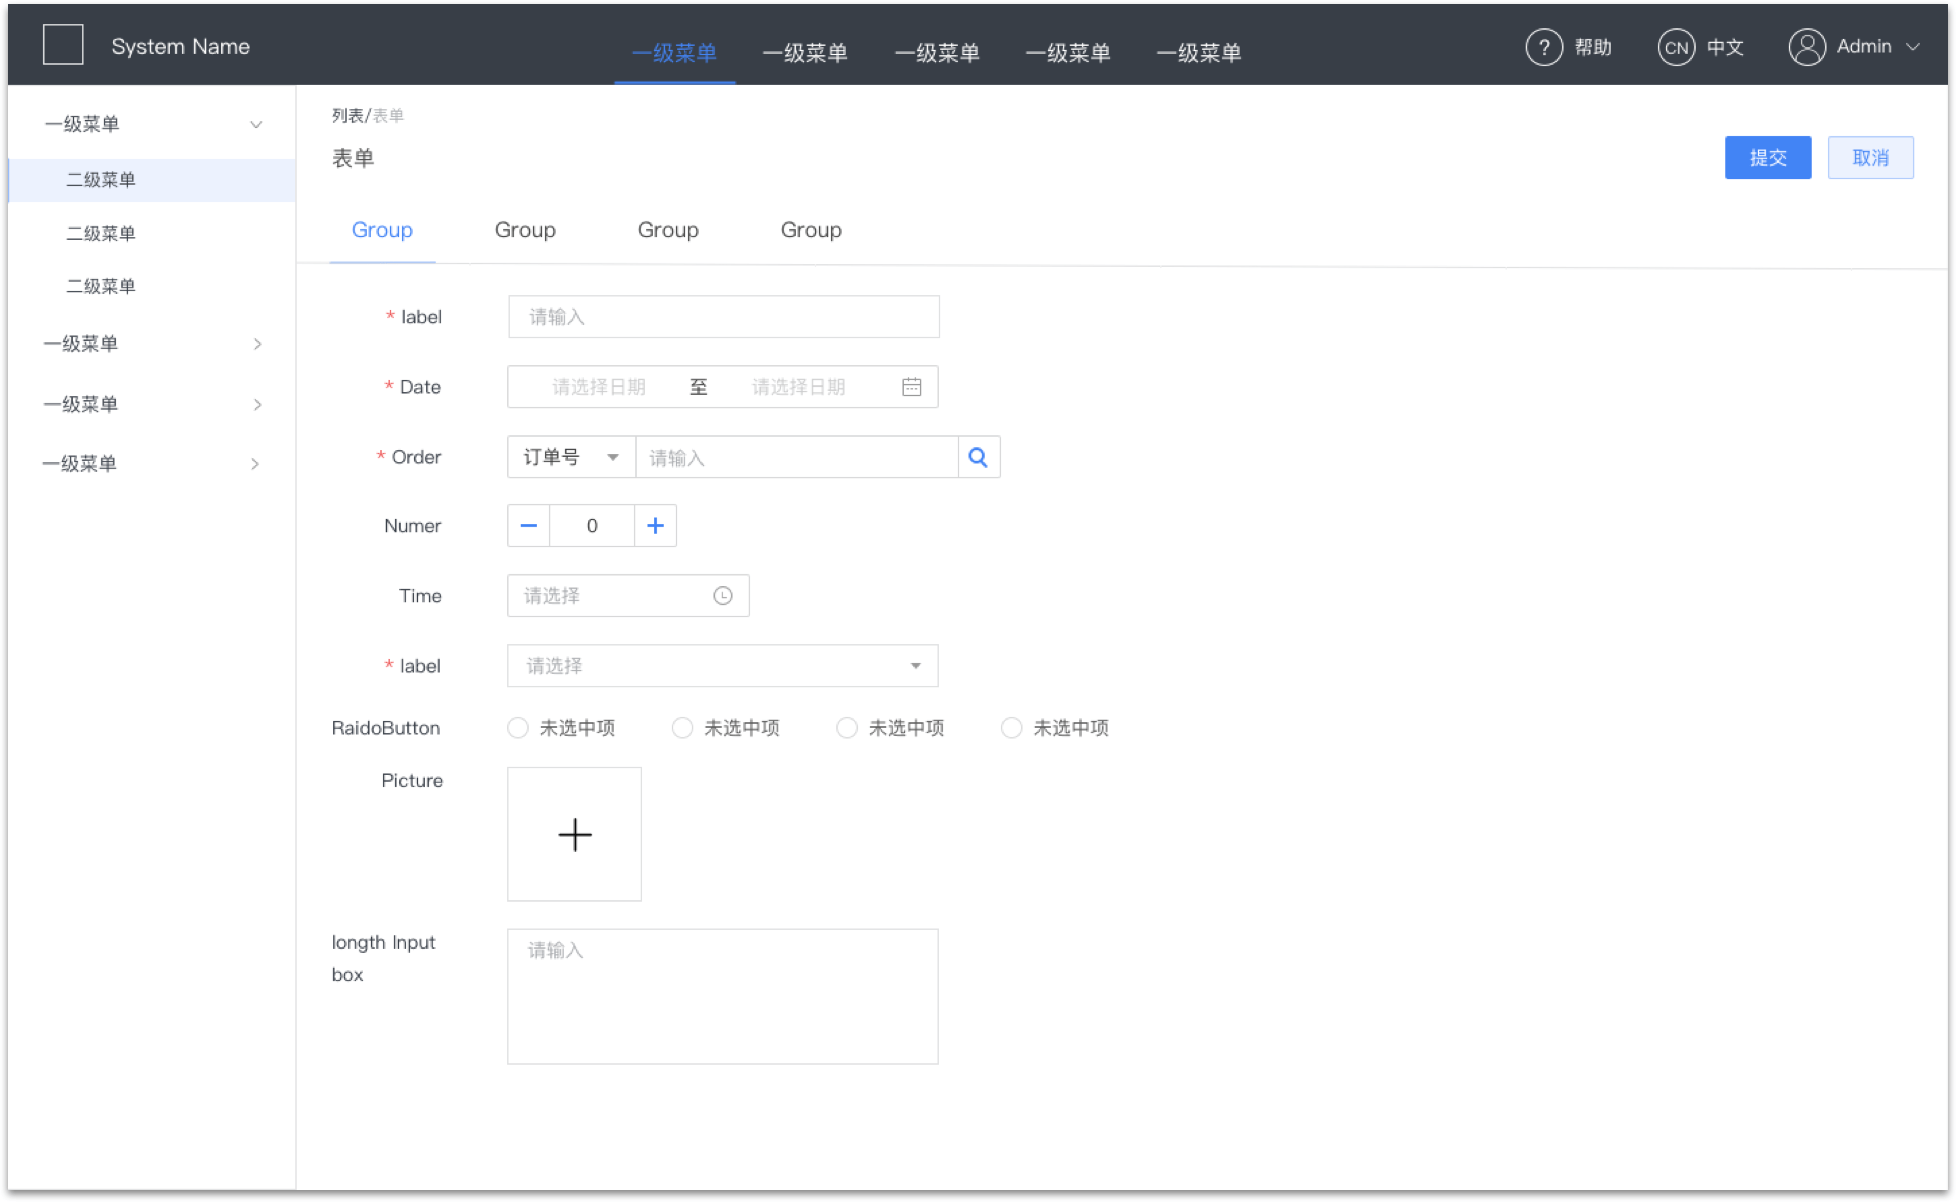 System Name
一级菜单 一级菜单 一级菜单 一级菜单 一级菜单
? 帮助 CN 中文 Admin
一级菜单
二级菜单
二级菜单
二级菜单
一级菜单
一级菜单
一级菜单
列表/表单
表单
提交 取消
Group Group Group Group
* label 请输入
* Date 请选择日期 至 请选择日期
* Order 订单号 请输入
Numer 0
Time 请选择
* label 请选择
RaidoButton 未选中项 未选中项 未选中项 未选中项
Picture
longth Input
box
请输入